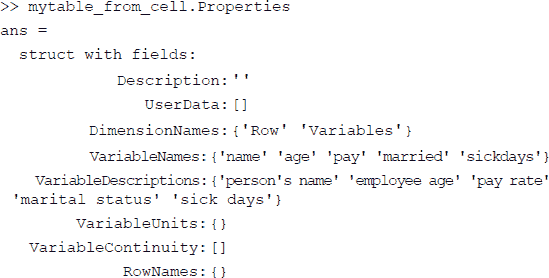 >> mytable_from_cell.Properties
ans =
struct with fields:
Description: ''
UserData: []
DimensionNames: {'Row' 'Variables'}
VariableNames: {'name' 'age' 'pay' 'married' 'sickdays'}
VariableDescriptions: {'person's name' 'employee age' 'pay rate'
'marital status' 'sick days'}
VariableUnits: {}
VariableContinuity: []
RowNames: {}